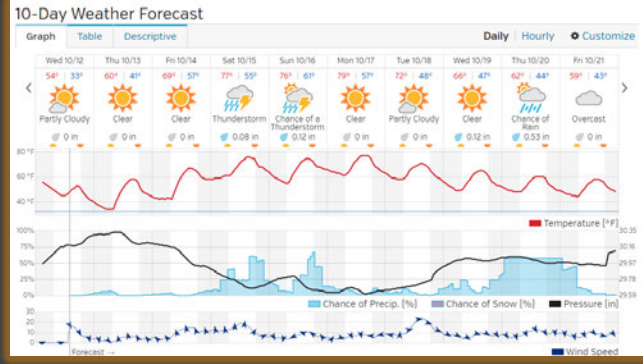 10-Day Weather Forecast
Graph Table Descriptive Daily Hourly Customize
Wed 10/12 Thu 10/13 Fri 10/14 Sat 10/15 Sun 10/16 Mon 10/17 Tue 10/18 Wed 10/19 Thu 10/20 Fri 10/21
54° | 33° 60° | 41° 69° | 57° 77° | 55° 76° | 61° 79° | 57° 72° | 48° 66° | 47° 62° | 44° 59° | 43°
Partly Cloudy Clear Clear Thunderstorm Chance of a Thunderstorm Clear Partly Cloudy Clear Chance of Rain Overcast
0 in 0 in 0 in 0.08 in 0.12 in 0 in 0 in 0.12 in 0.53 in 0 in
80 °F
60 °F
40 °F
Temperature [°F]
100% 30.35
75% 30.16
50% 29.97
25% 29.78
0% 29.59
Chance of Precip. [%] Chance of Snow [%] Pressure [in]
30
20
10
0
Forecast →
Wind Speed